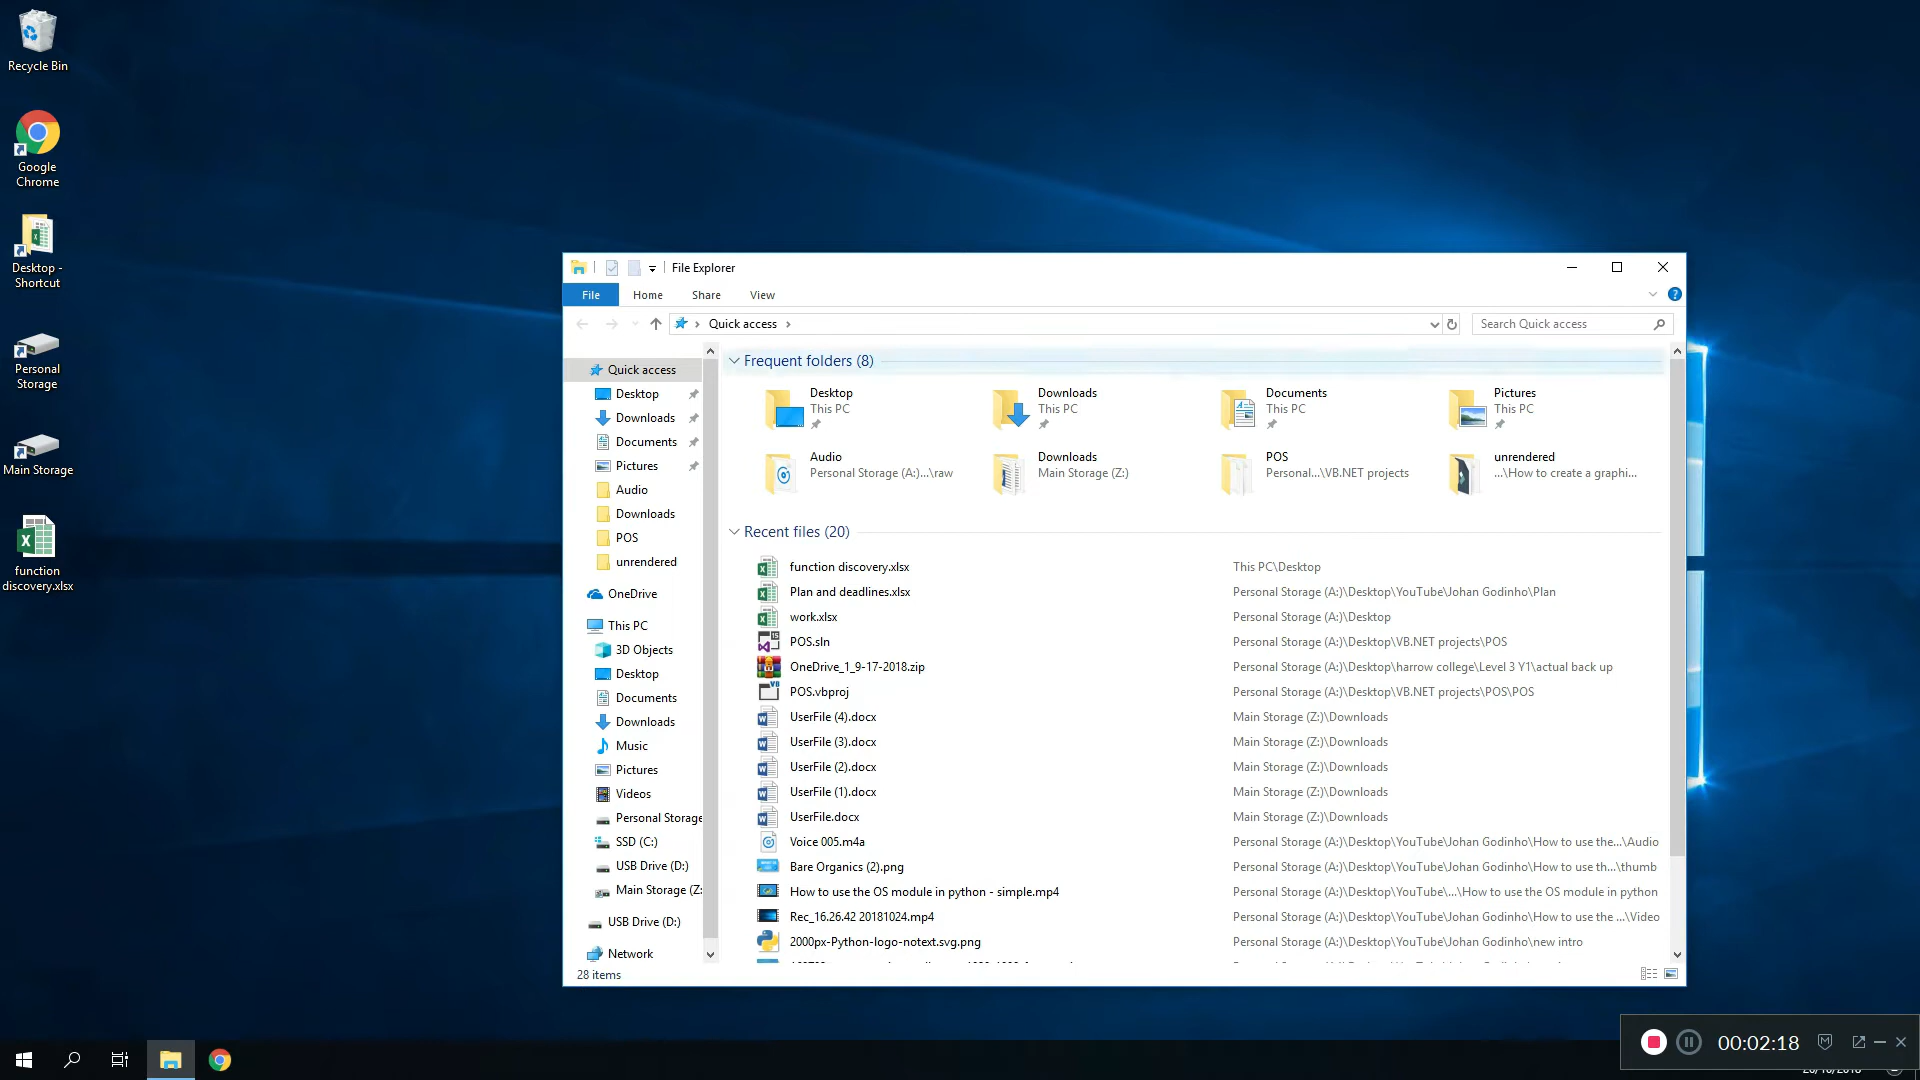 Recycle Bin
Google
Chrome
Desktop -
Shortcut
Personal
Storage
Main Storage
function
discovery.xlsx
File Explorer
File Home Share View
Quick access
Search Quick access
Quick access
Desktop
Downloads
Documents
Pictures
Audio
Downloads
POS
unrendered
OneDrive
This PC
3D Objects
Desktop
Documents
Downloads
Music
Pictures
Videos
Personal Storage
SSD (C:)
USB Drive (D:)
Main Storage (Z:
USB Drive (D:)
Network
Frequent folders (8)
Desktop
This PC
Downloads
This PC
Documents
This PC
Pictures
This PC
Audio
Personal Storage (A:)...\raw
Downloads
Main Storage (Z:)
POS
Personal...\VB.NET projects
unrendered
...\How to create a graphi...
Recent files (20)
function discovery.xlsx This PC\Desktop
Plan and deadlines.xlsx Personal Storage (A:)\Desktop\YouTube\Johan Godinho\Plan
work.xlsx Personal Storage (A:)\Desktop
POS.sln Personal Storage (A:)\Desktop\VB.NET projects\POS
OneDrive_1_9-17-2018.zip Personal Storage (A:)\Desktop\harrow college\Level 3 Y1\actual back up
POS.vbproj Personal Storage (A:)\Desktop\VB.NET projects\POS\POS
UserFile (4).docx Main Storage (Z:)\Downloads
UserFile (3).docx Main Storage (Z:)\Downloads
UserFile (2).docx Main Storage (Z:)\Downloads
UserFile (1).docx Main Storage (Z:)\Downloads
UserFile.docx Main Storage (Z:)\Downloads
Voice 005.m4a Personal Storage (A:)\Desktop\YouTube\Johan Godinho\How to use the...\Audio
Bare Organics (2).png Personal Storage (A:)\Desktop\YouTube\Johan Godinho\How to use th...\thumb
How to use the OS module in python - simple.mp4 Personal Storage (A:)\Desktop\YouTube\...\How to use the OS module in python
Rec_16.26.42 20181024.mp4 Personal Storage (A:)\Desktop\YouTube\Johan Godinho\How to use the ...\Video
2000px-Python-logo-notext.svg.png Personal Storage (A:)\Desktop\YouTube\Johan Godinho\new intro
28 items
00:02:18